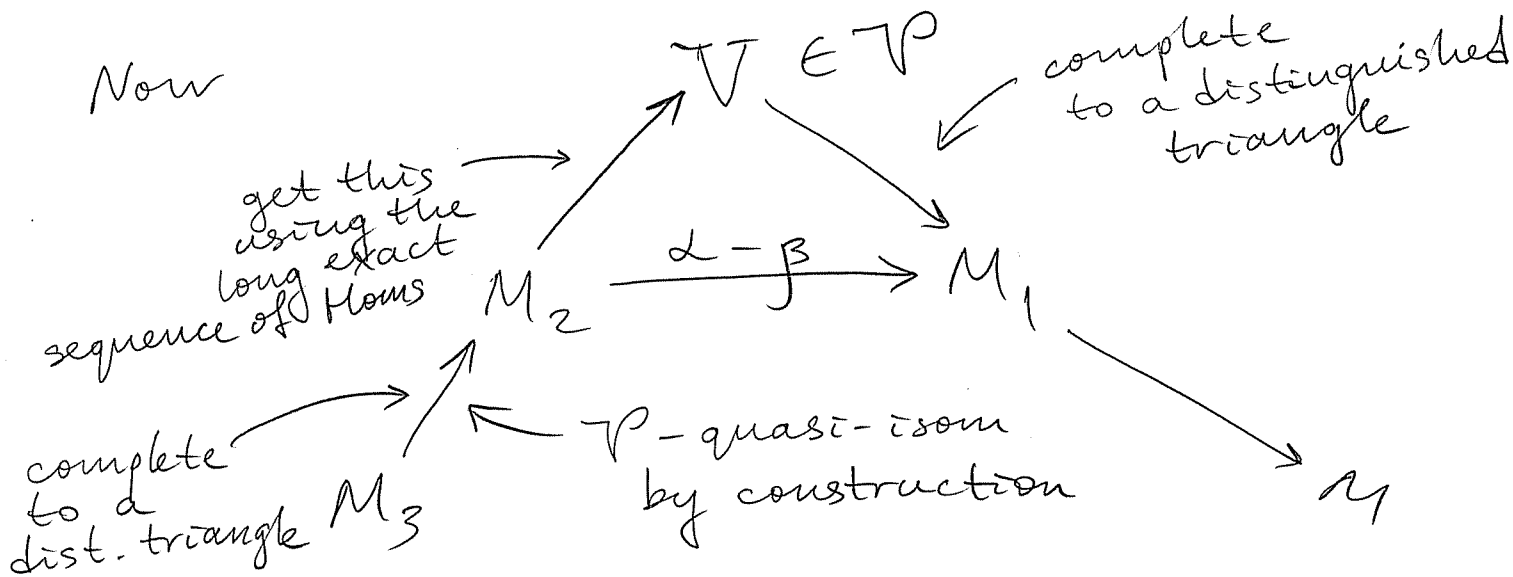 Now
V ∈ P
complete
to a distinguished
triangle
get this
using the
long exact
sequence of Homs
M₂
α - β
M₁
complete
to a
dist. triangle
M₃
P-quasi-isom
by construction